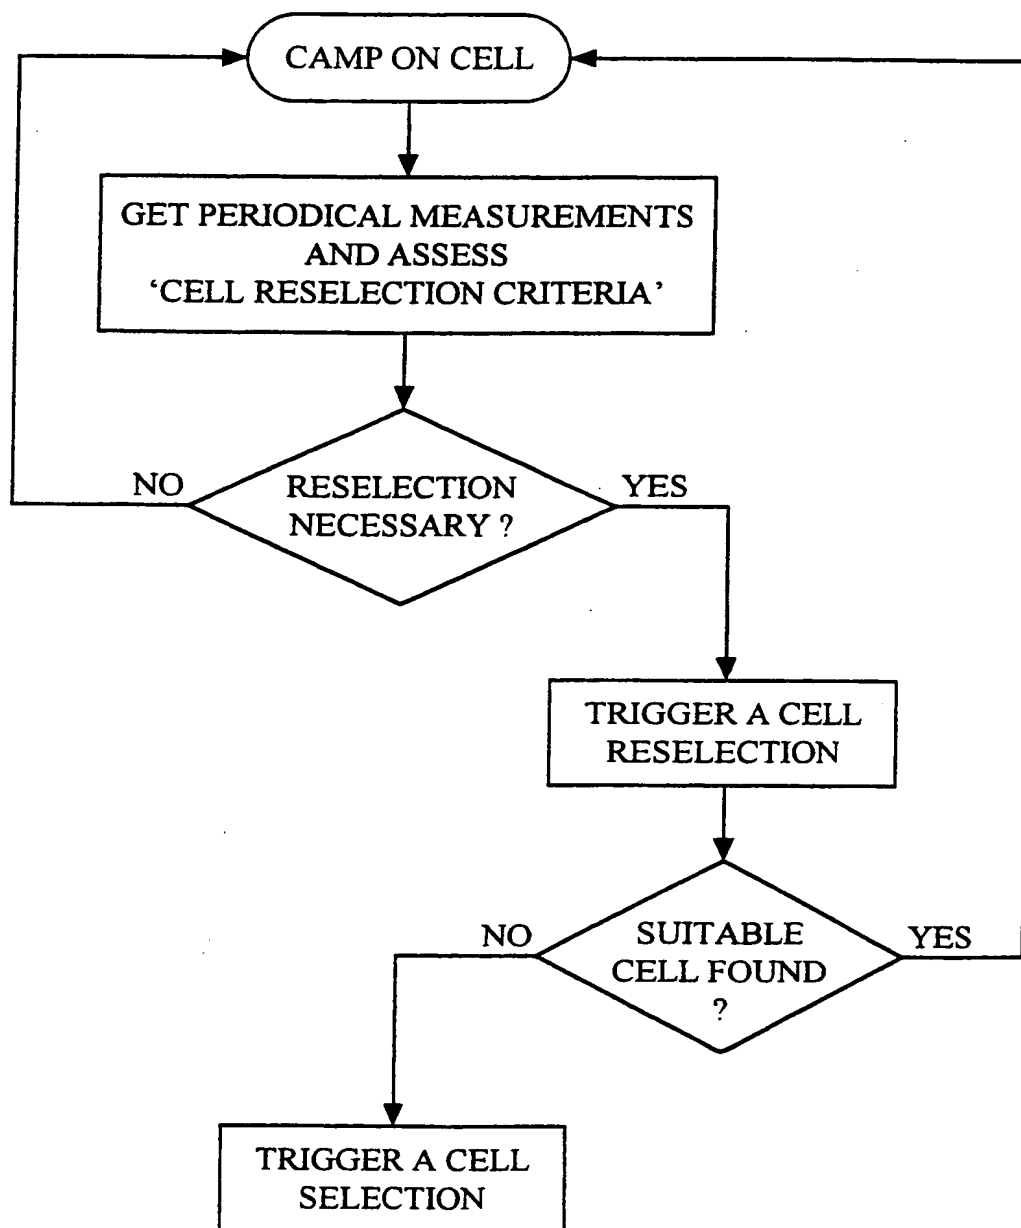 CAMP ON CELL
GET PERIODICAL MEASUREMENTS
AND ASSESS
‘CELL RESELECTION CRITERIA’
NO
RESELECTION
NECESSARY ?
YES
TRIGGER A CELL
RESELECTION
NO
SUITABLE
CELL FOUND
?
YES
TRIGGER A CELL
SELECTION